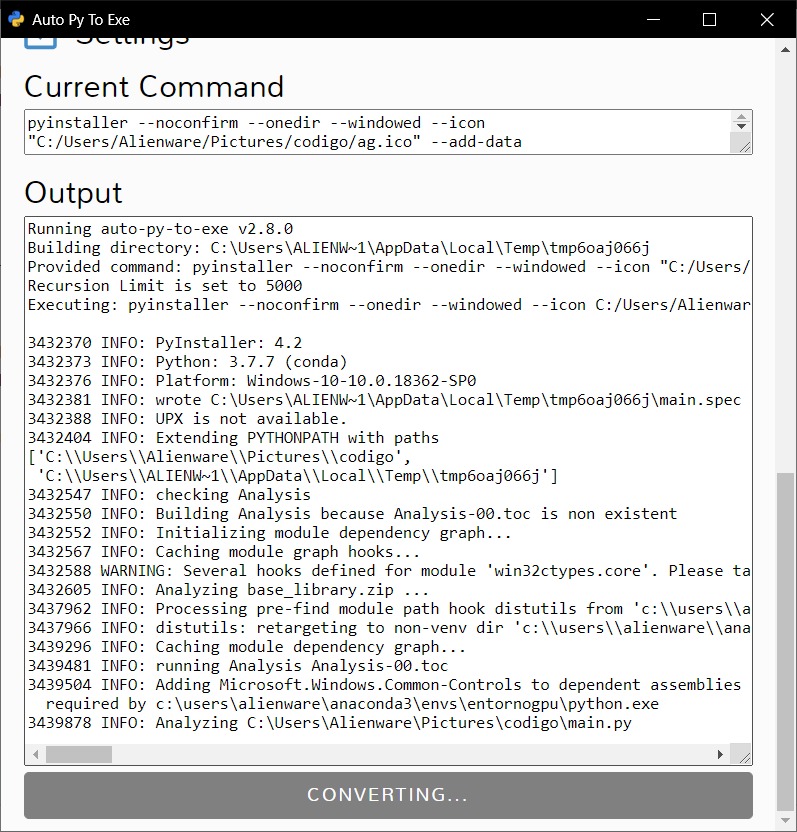 Auto Py To Exe
Settings
Current Command
pyinstaller --noconfirm --onedir --windowed --icon
"C:/Users/Alienware/Pictures/codigo/ag.ico" --add-data
Output
Running auto-py-to-exe v2.8.0
Building directory: C:\Users\ALIENW~1\AppData\Local\Temp\tmp6oaj066j
Provided command: pyinstaller --noconfirm --onedir --windowed --icon "C:/Users/
Recursion Limit is set to 5000
Executing: pyinstaller --noconfirm --onedir --windowed --icon C:/Users/Alienwar
3432370 INFO: PyInstaller: 4.2
3432373 INFO: Python: 3.7.7 (conda)
3432376 INFO: Platform: Windows-10-10.0.18362-SP0
3432381 INFO: wrote C:\Users\ALIENW~1\AppData\Local\Temp\tmp6oaj066j\main.spec
3432388 INFO: UPX is not available.
3432404 INFO: Extending PYTHONPATH with paths
['C:\\Users\\Alienware\\Pictures\\codigo',
 'C:\\Users\\ALIENW~1\\AppData\\Local\\Temp\\tmp6oaj066j']
3432547 INFO: checking Analysis
3432550 INFO: Building Analysis because Analysis-00.toc is non existent
3432552 INFO: Initializing module dependency graph...
3432567 INFO: Caching module graph hooks...
3432588 WARNING: Several hooks defined for module 'win32ctypes.core'. Please ta
3432605 INFO: Analyzing base_library.zip ...
3437962 INFO: Processing pre-find module path hook distutils from 'c:\\users\\a
3437966 INFO: distutils: retargeting to non-venv dir 'c:\\users\\alienware\\ana
3439296 INFO: Caching module dependency graph...
3439481 INFO: running Analysis Analysis-00.toc
3439504 INFO: Adding Microsoft.Windows.Common-Controls to dependent assemblies
  required by c:\users\alienware\anaconda3\envs\entornogpu\python.exe
3439878 INFO: Analyzing C:\Users\Alienware\Pictures\codigo\main.py
CONVERTING...